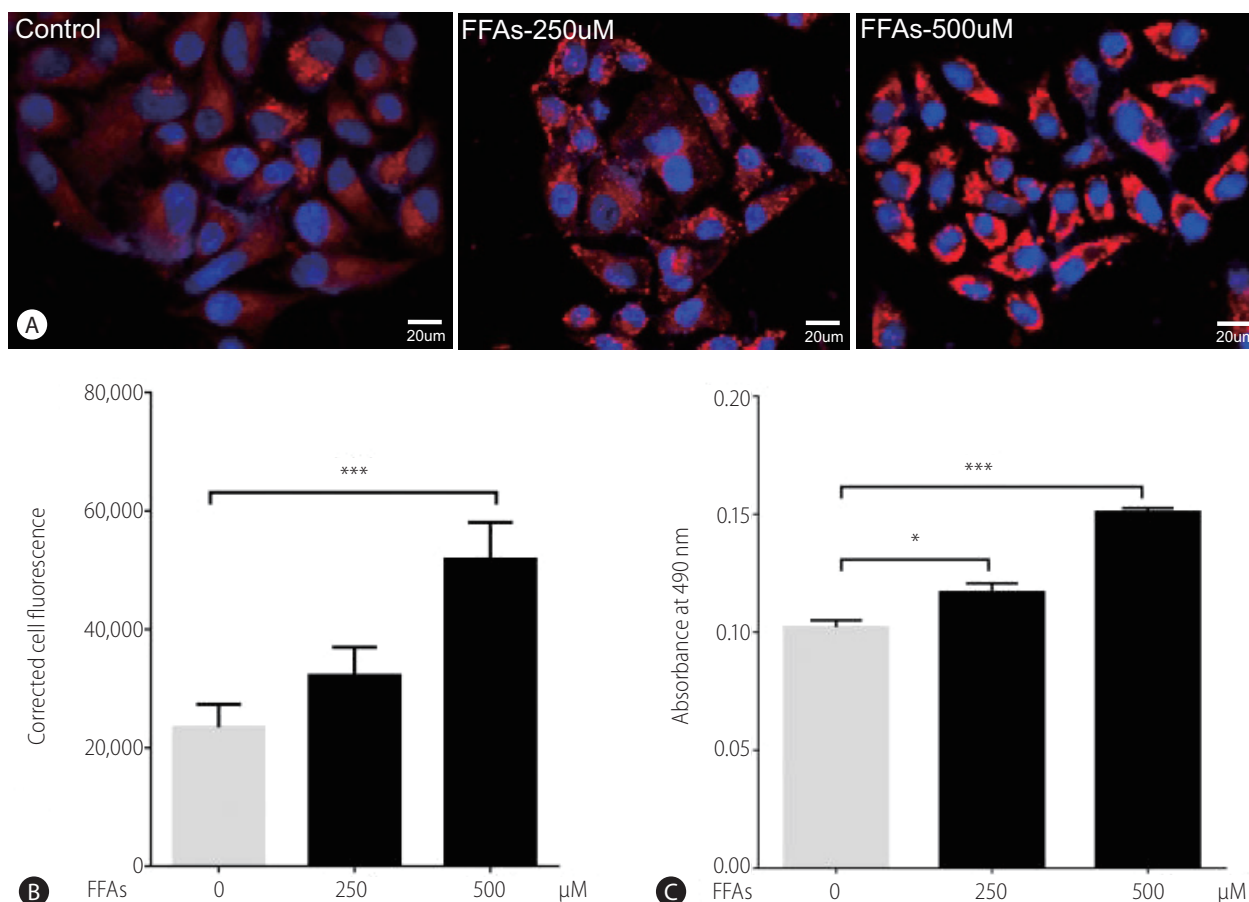 Control
FFAs-250uM
FFAs-500uM
A
20um
20um
20um
80,000
60,000
40,000
20,000
0
Corrected cell fluorescence
***
B
FFAs 0 250 500 µM
0.20
0.15
0.10
0.05
0.00
Absorbance at 490 nm
***
*
C
FFAs 0 250 500 µM